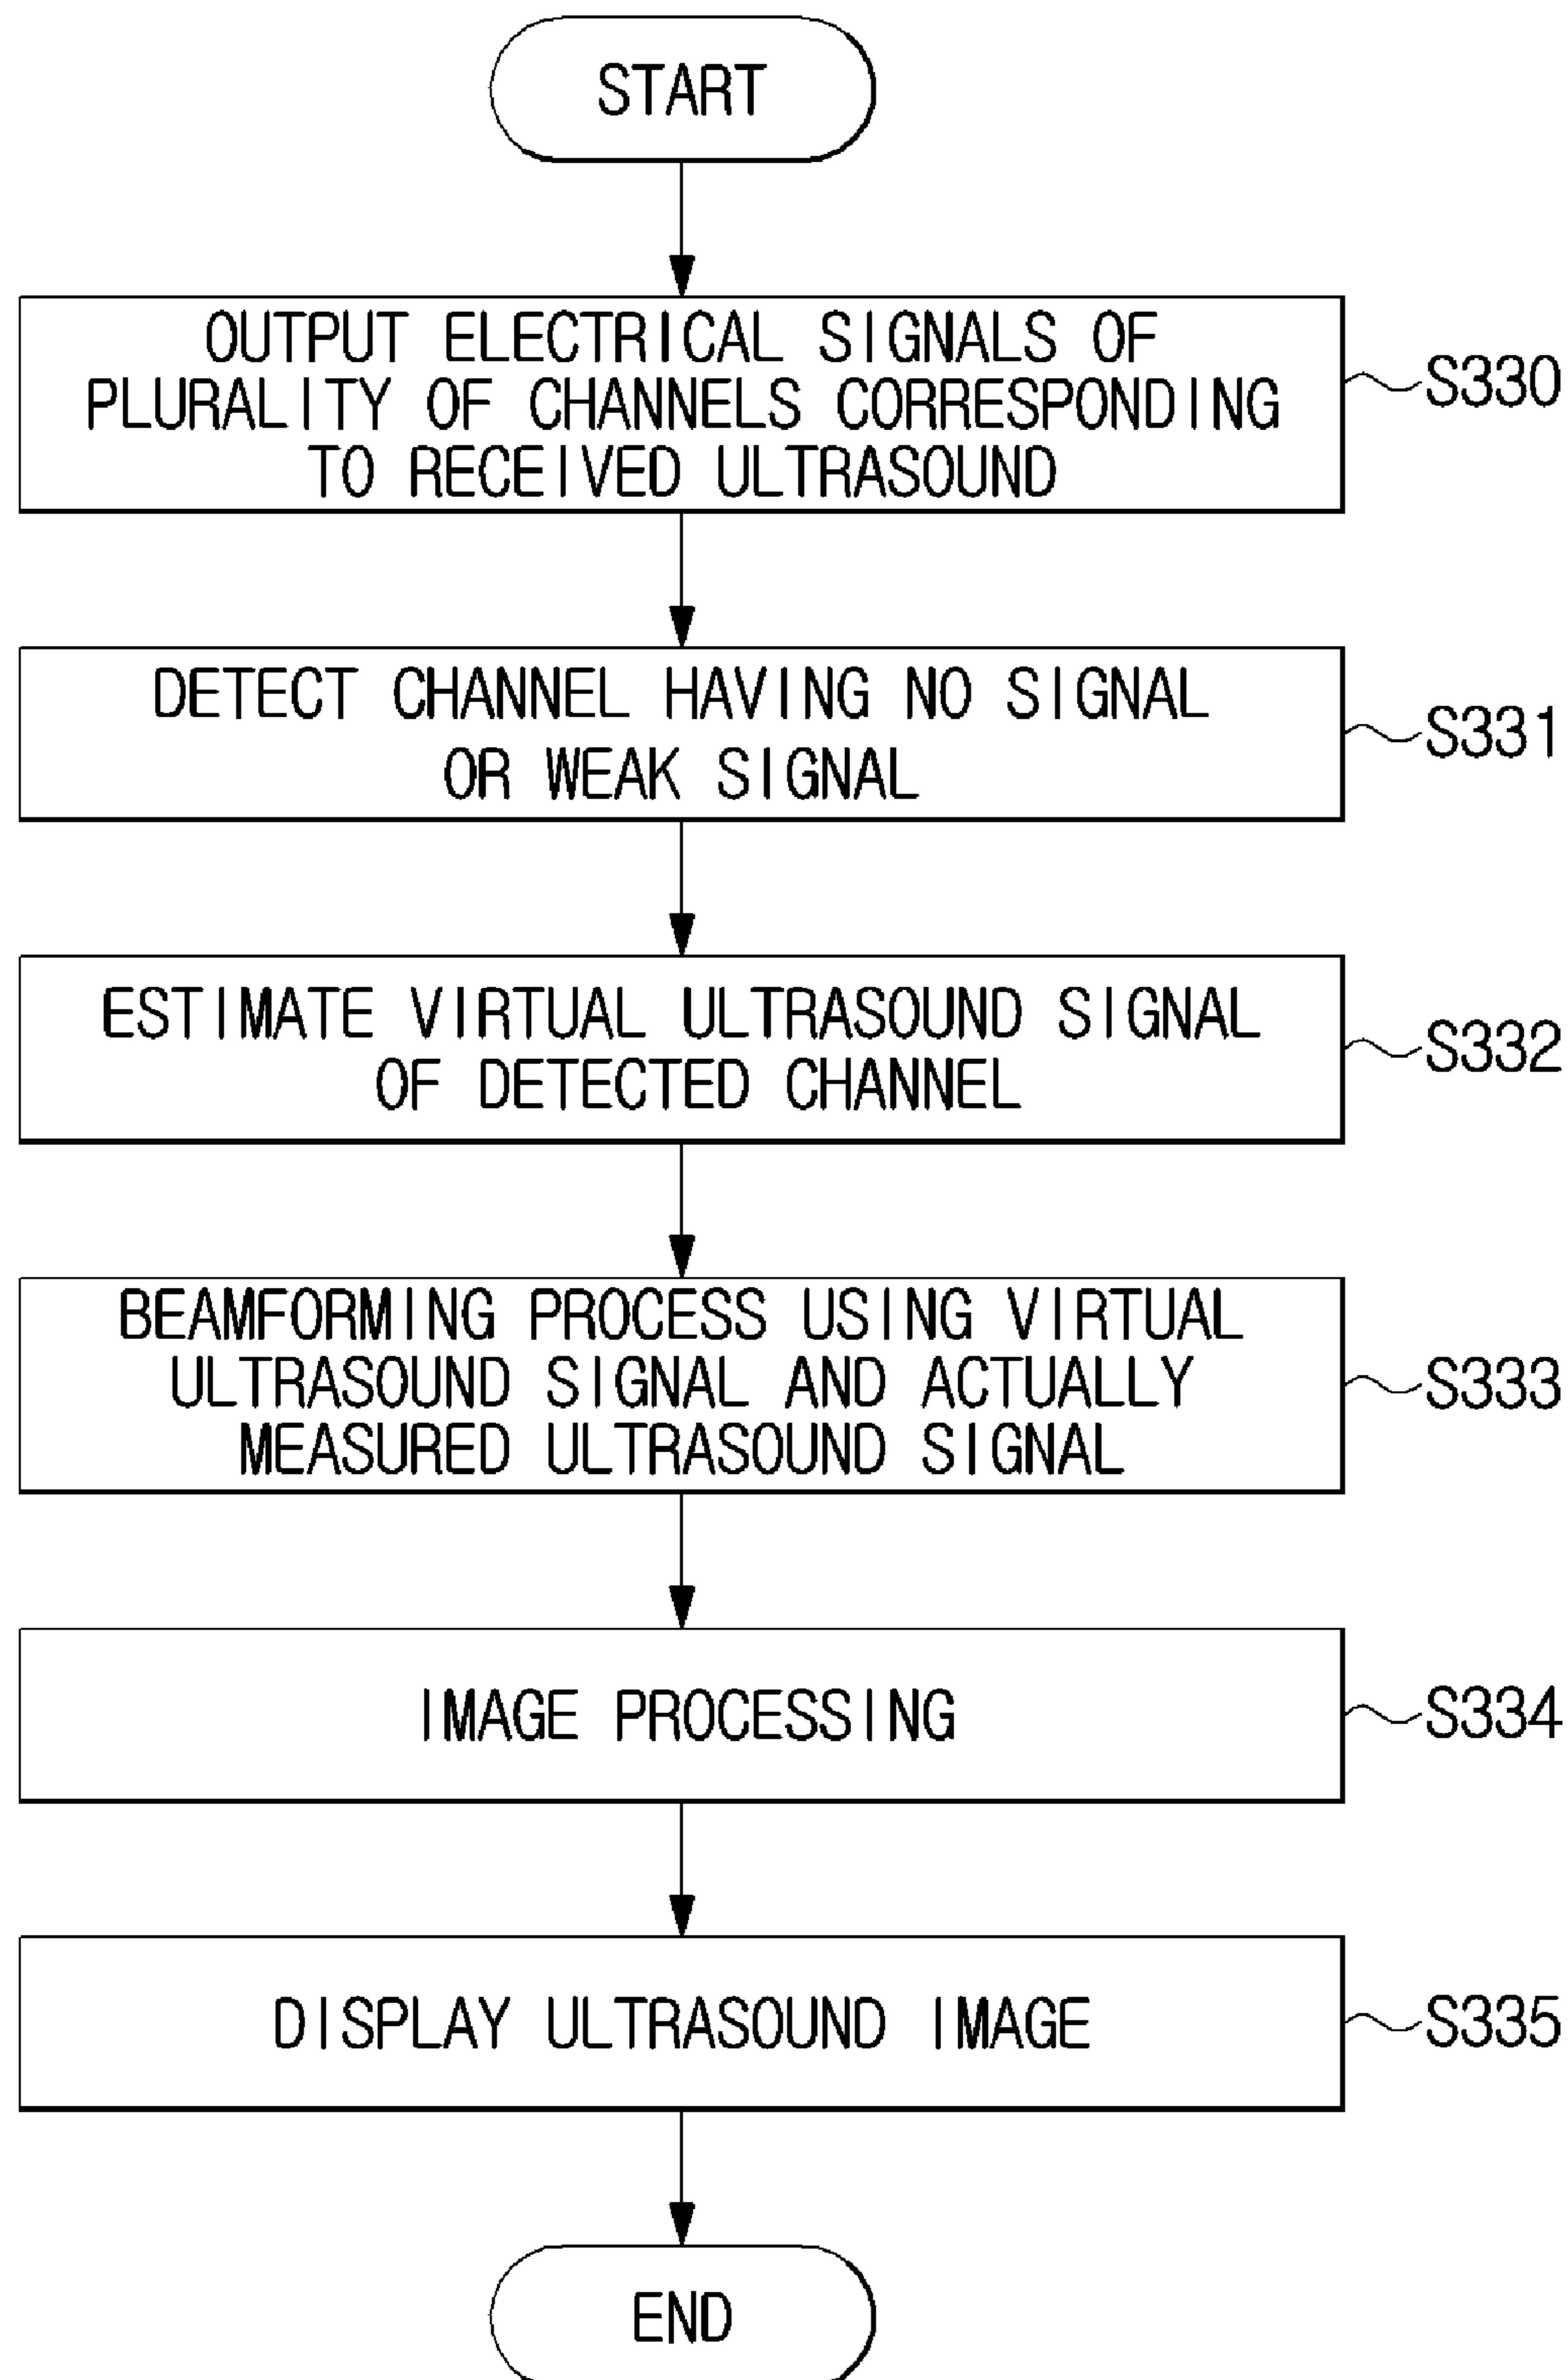 START
OUTPUT ELECTRICAL SIGNALS OF
PLURALITY OF CHANNELS CORRESPONDING
TO RECEIVED ULTRASOUND
S330
DETECT CHANNEL HAVING NO SIGNAL
OR WEAK SIGNAL
S331
ESTIMATE VIRTUAL ULTRASOUND SIGNAL
OF DETECTED CHANNEL
S332
BEAMFORMING PROCESS USING VIRTUAL
ULTRASOUND SIGNAL AND ACTUALLY
MEASURED ULTRASOUND SIGNAL
S333
IMAGE PROCESSING
S334
DISPLAY ULTRASOUND IMAGE
S335
END